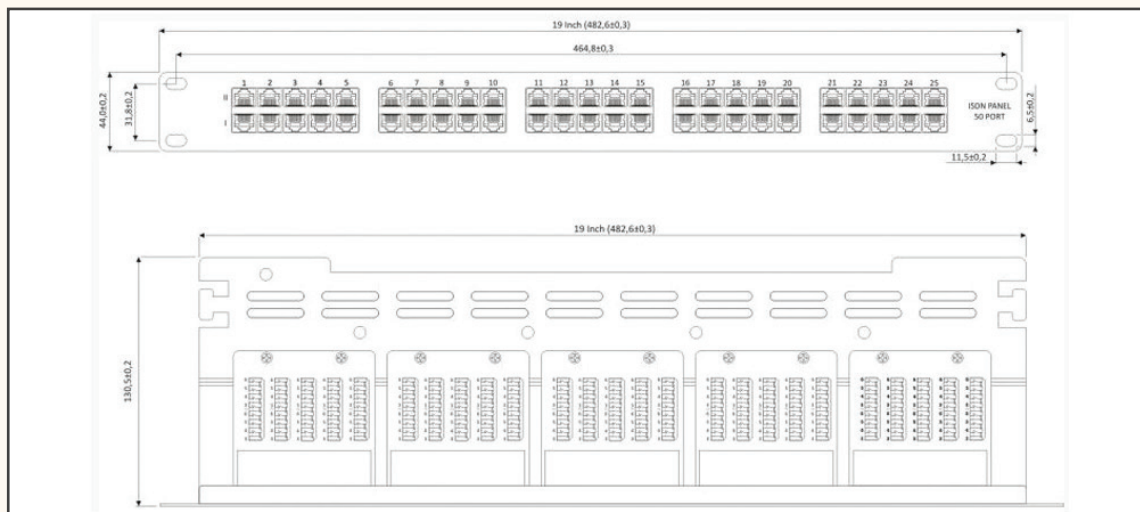 19 Inch (482,6±0,3)
464,8±0,3
44,0±0,2
31,8±0,2
1 2 3 4 5 6 7 8 9 10 11 12 13 14 15 16 17 18 19 20 21 22 23 24 25
II
I
ISDN PANEL
50 PORT
6,5±0,2
11,5±0,2
19 Inch (482,6±0,3)
130,5±0,2